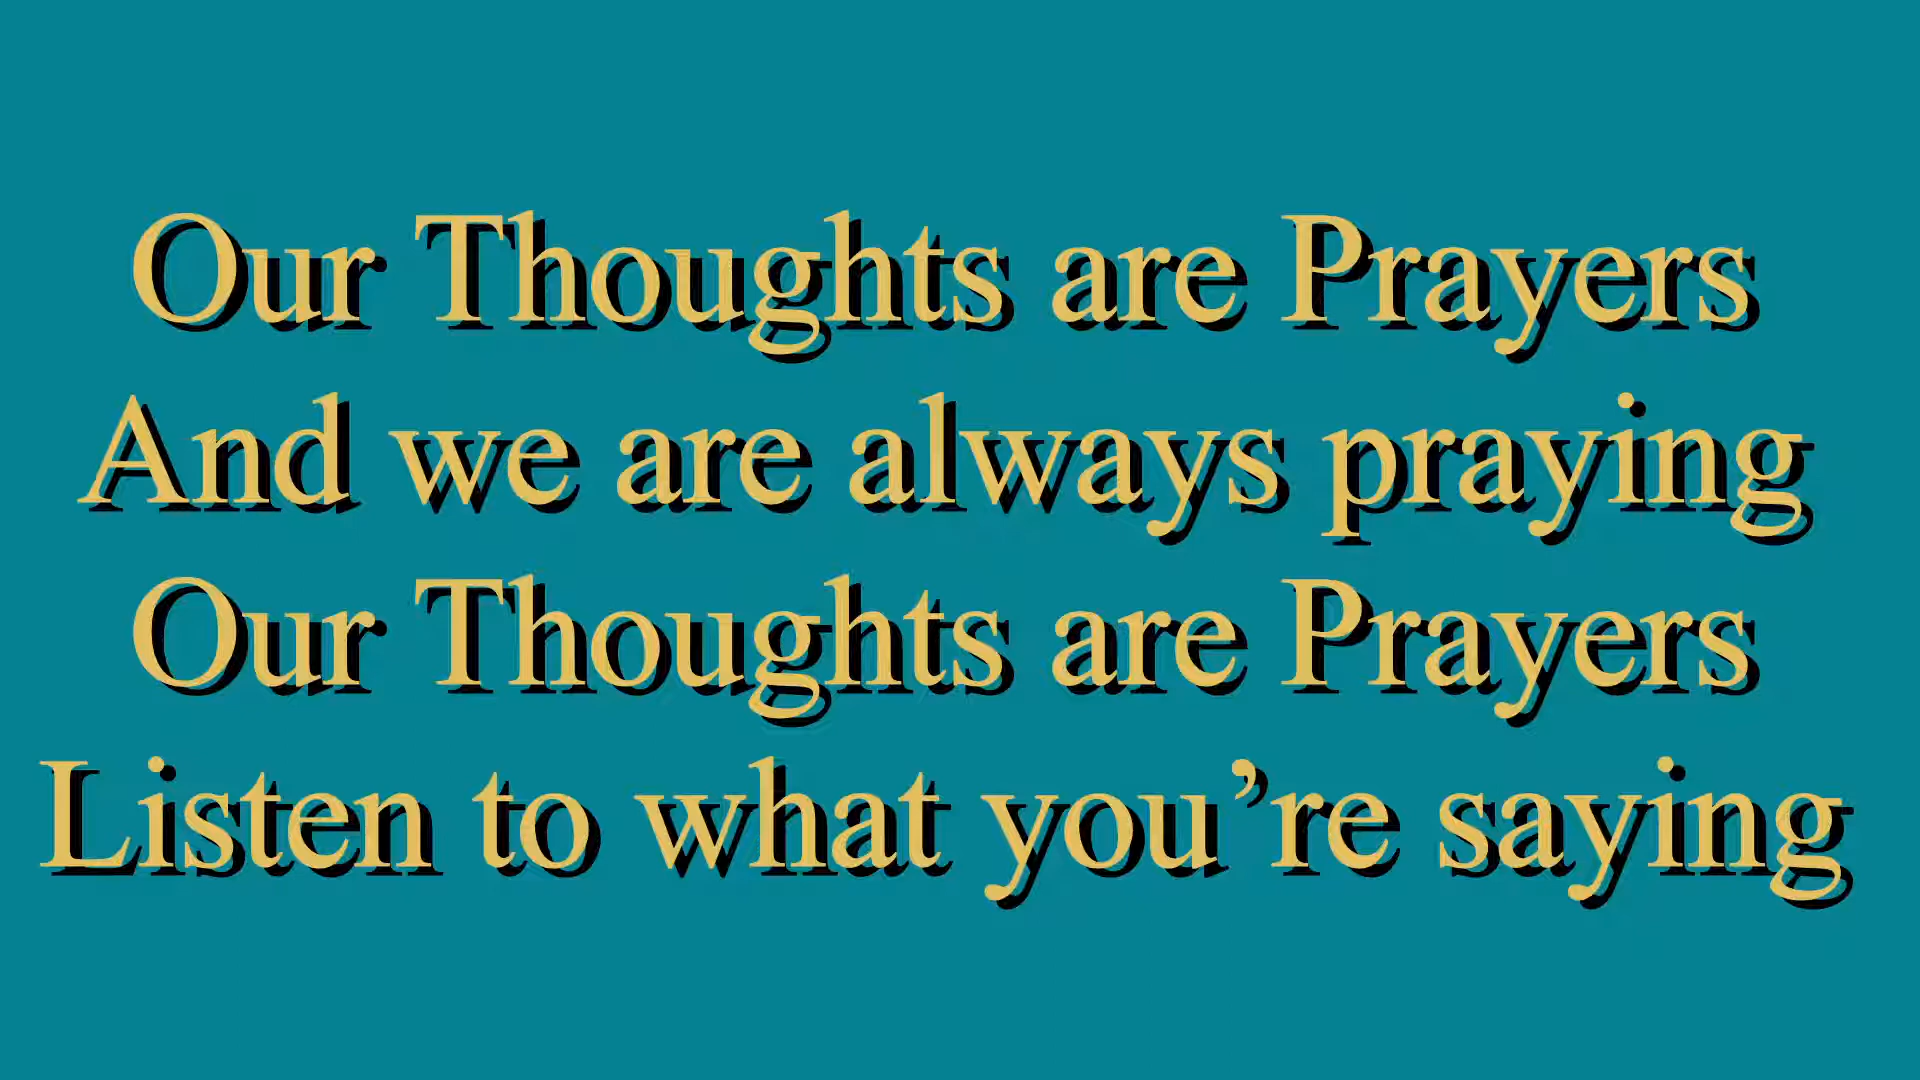 Our Thoughts are Prayers
And we are always praying
Our Thoughts are Prayers
Listen to what you’re saying